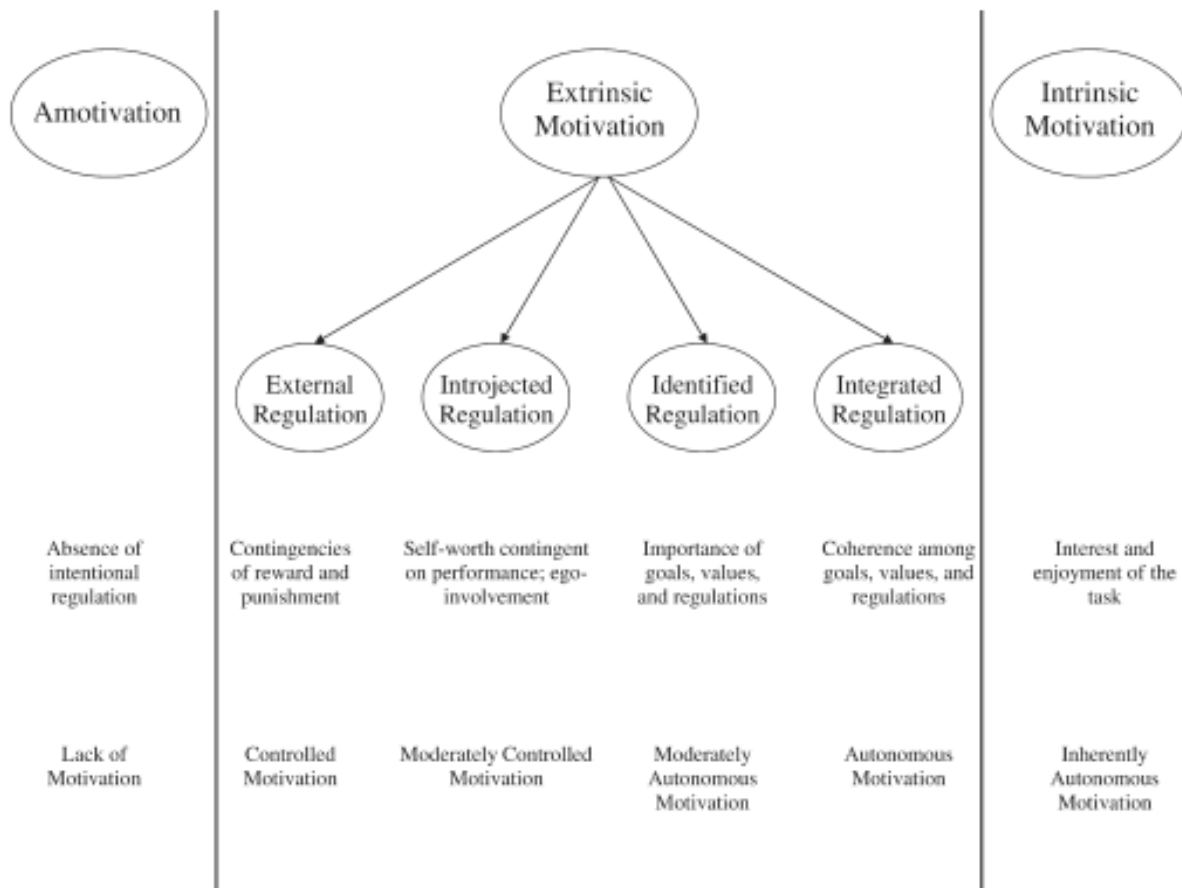 Amotivation
Extrinsic
Motivation
Intrinsic
Motivation
External
Regulation
Introjected
Regulation
Identified
Regulation
Integrated
Regulation
Absence of
intentional
regulation
Contingencies
of reward and
punishment
Self-worth contingent
on performance; ego-
involvement
Importance of
goals, values,
and regulations
Coherence among
goals, values, and
regulations
Interest and
enjoyment of the
task
Lack of
Motivation
Controlled
Motivation
Moderately Controlled
Motivation
Moderately
Autonomous
Motivation
Autonomous
Motivation
Inherently
Autonomous
Motivation